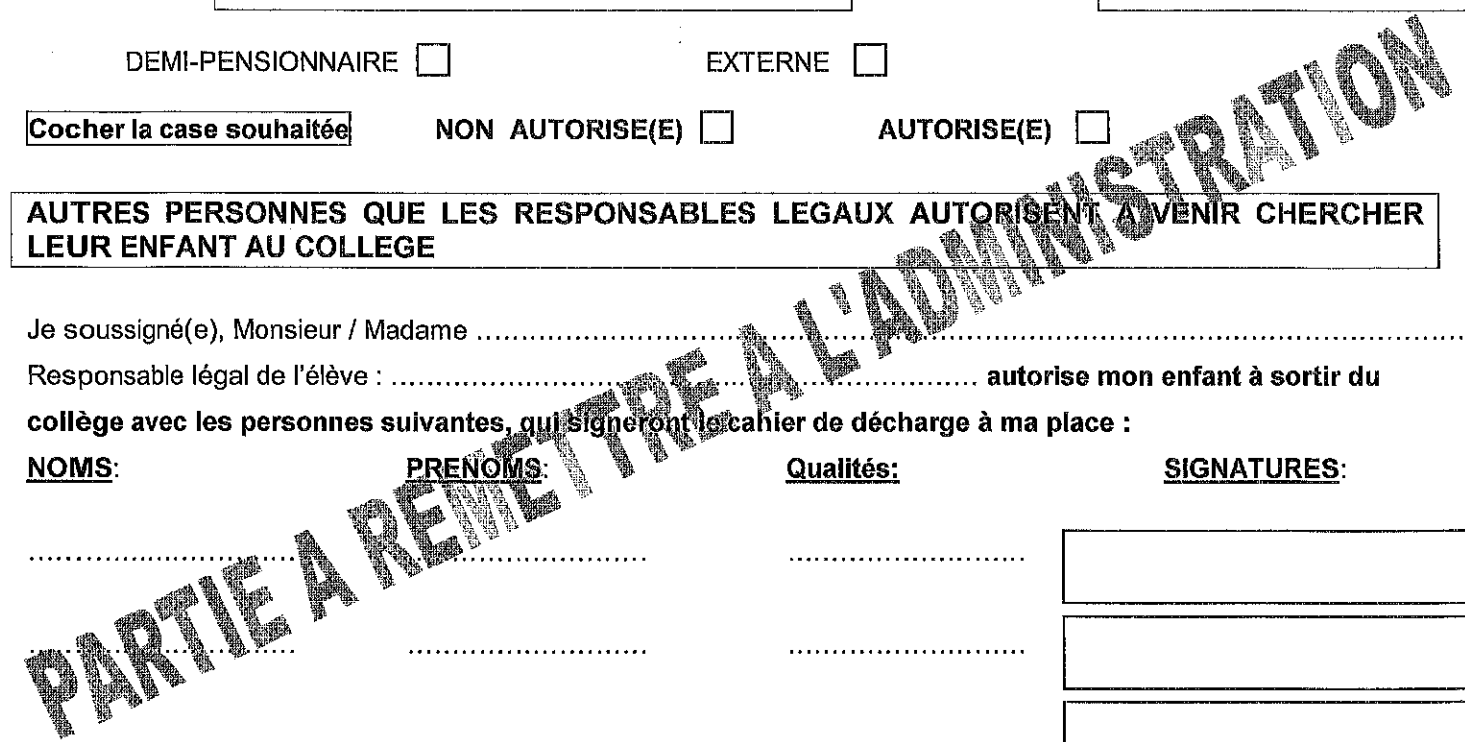 DEMI-PENSIONNAIRE □ EXTERNE □
Cocher la case souhaitée NON AUTORISE(E) □ AUTORISE(E) □
AUTRES PERSONNES QUE LES RESPONSABLES LEGAUX AUTORISENT A VENIR CHERCHER
LEUR ENFANT AU COLLEGE
Je soussigné(e), Monsieur / Madame ....................................................................................................
Responsable légal de l'élève : ................................................................ autorise mon enfant à sortir du
collège avec les personnes suivantes, qui signeront le cahier de décharge à ma place :
NOMS: PRENOMS: Qualités: SIGNATURES:
.............................. .......................... ..........................
.............................. .......................... ..........................
PARTIE A REMETTRE A L'ADMINISTRATION